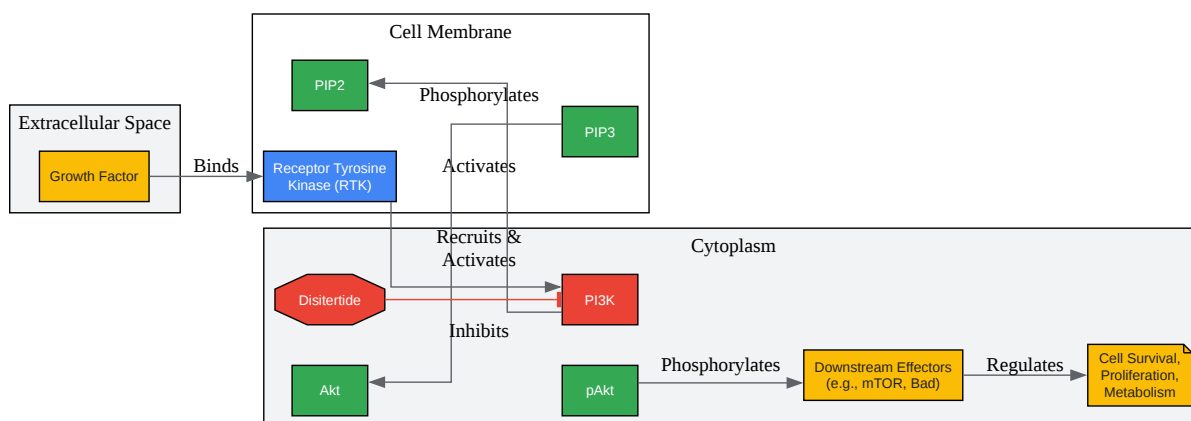 Cell Membrane
PIP2
Phosphorylates
PIP3
Extracellular Space
Growth Factor
Binds
Receptor Tyrosine
Kinase (RTK)
Activates
Recruits &
Activates
Cytoplasm
Disitertide
PI3K
Inhibits
Akt
pAkt
Phosphorylates
Downstream Effectors
(e.g., mTOR, Bad)
Regulates
Cell Survival,
Proliferation,
Metabolism